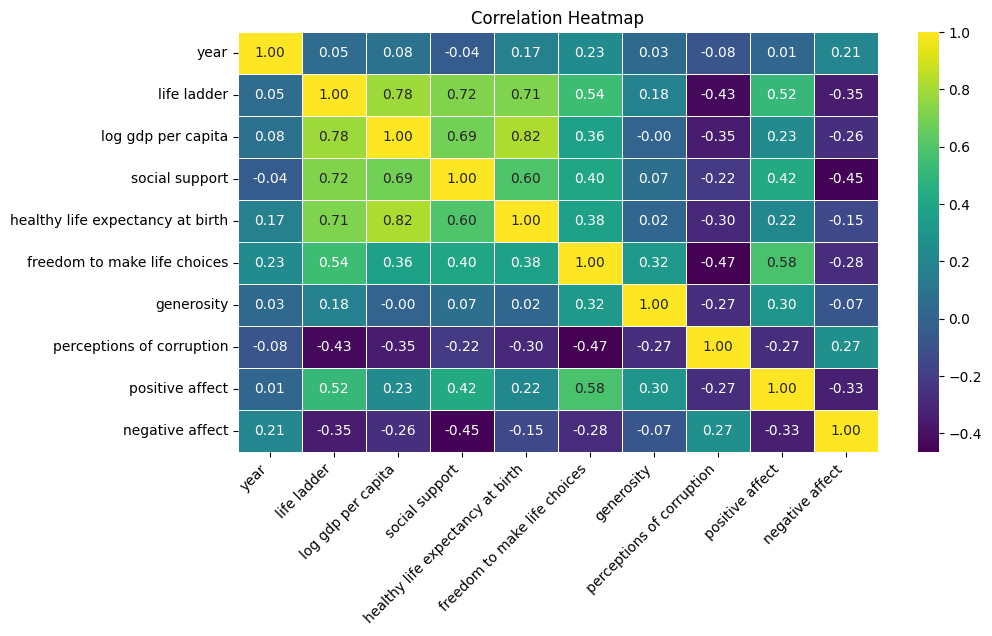 Correlation Heatmap
year 1.00 0.05 0.08 -0.04 0.17 0.23 0.03 -0.08 0.01 0.21
life ladder 0.05 1.00 0.78 0.72 0.71 0.54 0.18 -0.43 0.52 -0.35
log gdp per capita 0.08 0.78 1.00 0.69 0.82 0.36 -0.00 -0.35 0.23 -0.26
social support -0.04 0.72 0.69 1.00 0.60 0.40 0.07 -0.22 0.42 -0.45
healthy life expectancy at birth 0.17 0.71 0.82 0.60 1.00 0.38 0.02 -0.30 0.22 -0.15
freedom to make life choices 0.23 0.54 0.36 0.40 0.38 1.00 0.32 -0.47 0.58 -0.28
generosity 0.03 0.18 -0.00 0.07 0.02 0.32 1.00 -0.27 0.30 -0.07
perceptions of corruption -0.08 -0.43 -0.35 -0.22 -0.30 -0.47 -0.27 1.00 -0.27 0.27
positive affect 0.01 0.52 0.23 0.42 0.22 0.58 0.30 -0.27 1.00 -0.33
negative affect 0.21 -0.35 -0.26 -0.45 -0.15 -0.28 -0.07 0.27 -0.33 1.00
year
life ladder
log gdp per capita
social support
healthy life expectancy at birth
freedom to make life choices
generosity
perceptions of corruption
positive affect
negative affect
1.0
0.8
0.6
0.4
0.2
0.0
−0.2
−0.4